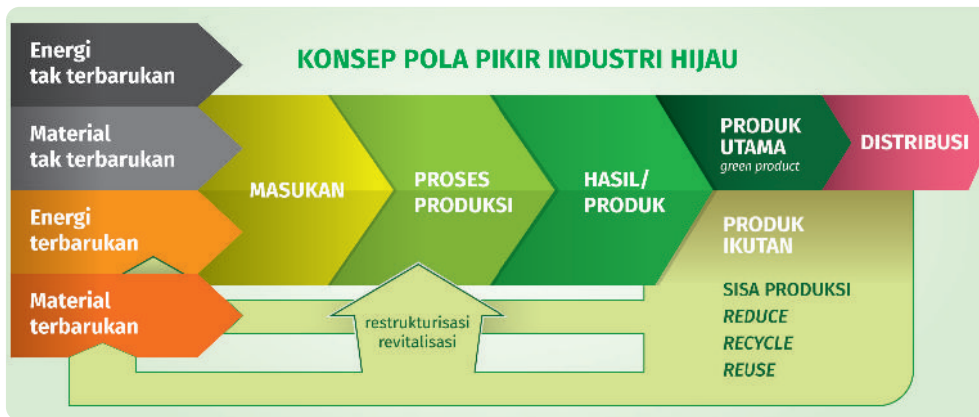 KONSEP POLA PIKIR INDUSTRI HIJAU
Energi
tak terbarukan
Material
tak terbarukan
Energi
terbarukan
Material
terbarukan
MASUKAN
PROSES
PRODUKSI
HASIL/
PRODUK
PRODUK
UTAMA
green product
DISTRIBUSI
PRODUK
IKUTAN
SISA PRODUKSI
REDUCE
RECYCLE
REUSE
restrukturisasi
revitalisasi